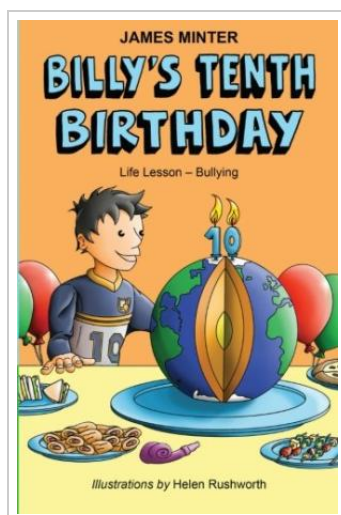 JAMES MINTER
BILLY'S TENTH
BIRTHDAY
Life Lesson – Bullying
10
10
Illustrations by Helen Rushworth